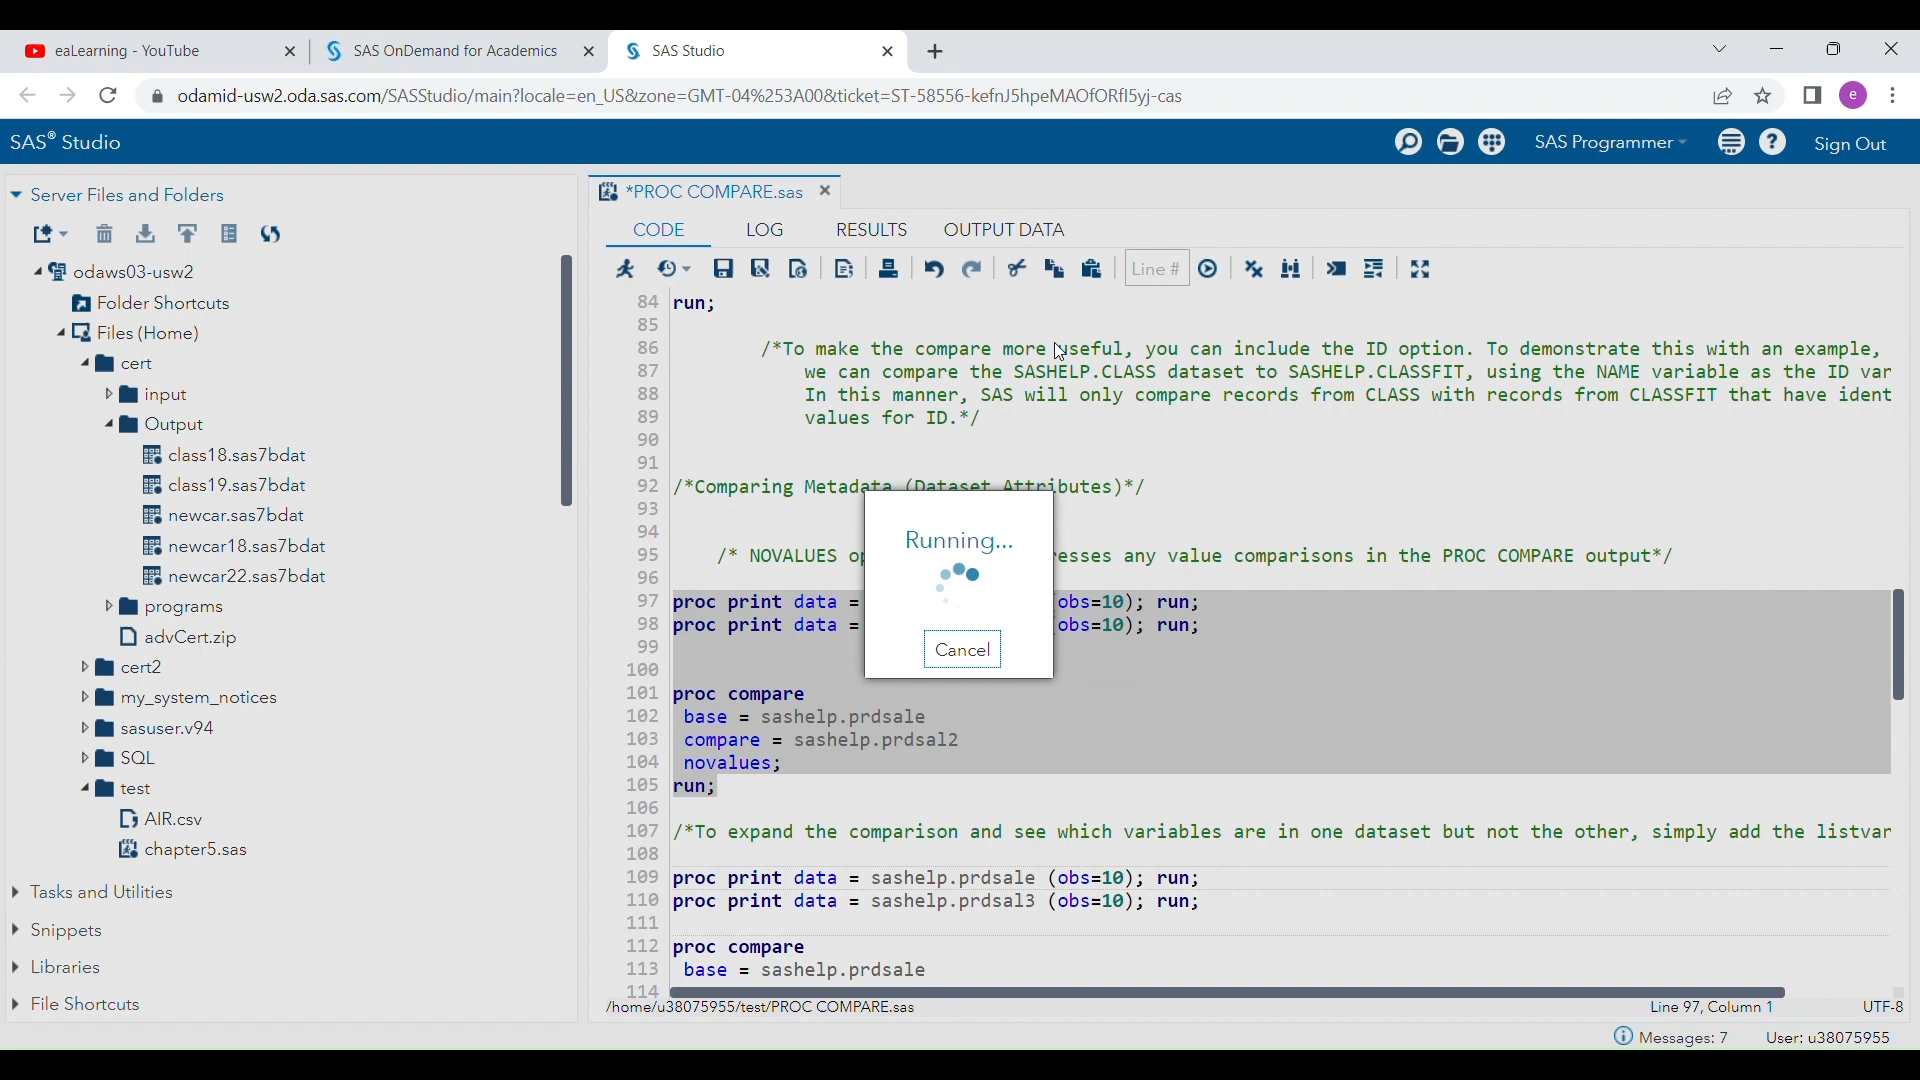 eaLearning - YouTube
SAS OnDemand for Academics
SAS Studio
odamid-usw2.oda.sas.com/SASStudio/main?locale=en_US&zone=GMT-04%253A00&ticket=ST-58556-kefnJ5hpeMAOfORfI5yj-cas
e
SAS® Studio
SAS Programmer
Sign Out
Server Files and Folders
odaws03-usw2
Folder Shortcuts
Files (Home)
cert
input
Output
class18.sas7bdat
class19.sas7bdat
newcar.sas7bdat
newcar18.sas7bdat
newcar22.sas7bdat
programs
advCert.zip
cert2
my_system_notices
sasuser.v94
SQL
test
AIR.csv
chapter5.sas
Tasks and Utilities
Snippets
Libraries
File Shortcuts
*PROC COMPARE.sas
CODE LOG RESULTS OUTPUT DATA
Line #
84 run;
85
86 /*To make the compare more useful, you can include the ID option. To demonstrate this with an example,
87 we can compare the SASHELP.CLASS dataset to SASHELP.CLASSFIT, using the NAME variable as the ID var
88 In this manner, SAS will only compare records from CLASS with records from CLASSFIT that have ident
89 values for ID.*/
90
91
92 /*Comparing Metadata (Dataset Attributes)*/
93
94
95 /* NOVALUES op esses any value comparisons in the PROC COMPARE output*/
96
97 proc print data = obs=10); run;
98 proc print data = obs=10); run;
99
100
101 proc compare
102 base = sashelp.prdsale
103 compare = sashelp.prdsal2
104 novalues;
105 run;
106
107 /*To expand the comparison and see which variables are in one dataset but not the other, simply add the listvar
108
109 proc print data = sashelp.prdsale (obs=10); run;
110 proc print data = sashelp.prdsal3 (obs=10); run;
111
112 proc compare
113 base = sashelp.prdsale
114
Running...
Cancel
/home/u38075955/test/PROC COMPARE.sas
Line 97, Column 1
UTF-8
Messages: 7
User: u38075955